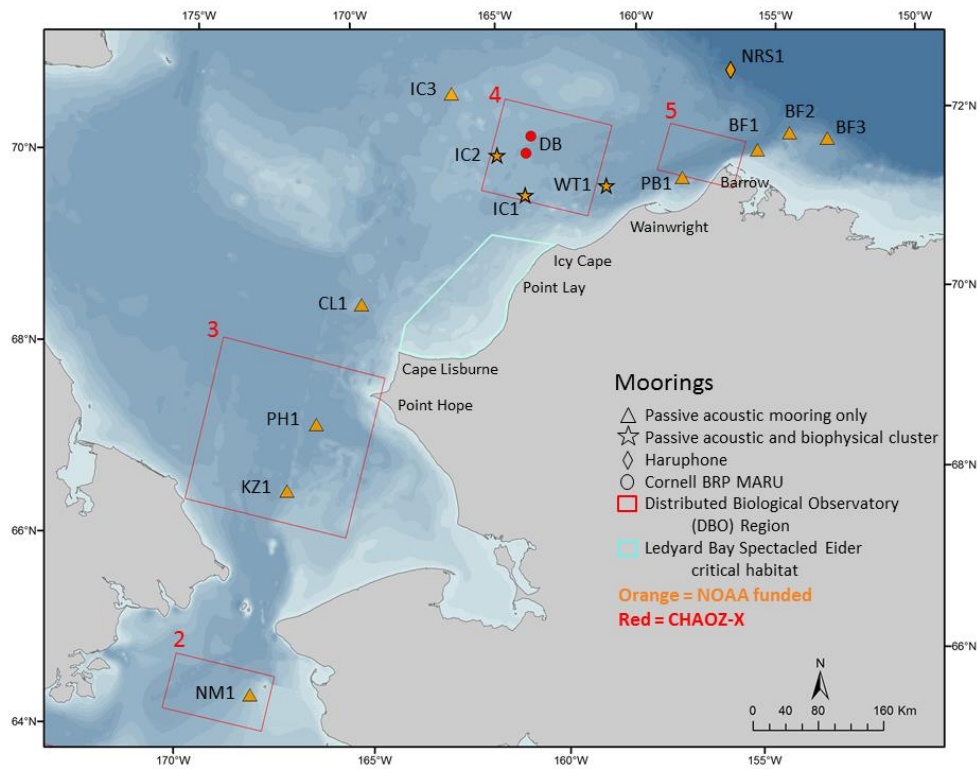 175°W
170°W
165°W
160°W
155°W
150°W
NRS1
IC3
4
72°N
BF2
5
BF1
BF3
70°N
DB
IC2
WT1
PB1
Barrow
IC1
Wainwright
Icy Cape
Point Lay
70°N
CL1
3
68°N
Cape Lisburne
Point Hope
PH1
68°N
KZ1
66°N
66°N
2
NM1
64°N
64°N
Moorings
Passive acoustic mooring only
Passive acoustic and biophysical cluster
Haruphone
Cornell BRP MARU
Distributed Biological Observatory
(DBO) Region
Ledyard Bay Spectacled Eider
critical habitat
Orange = NOAA funded
Red = CHAOZ-X
N
0 40 80 160 Km
170°W
165°W
160°W
155°W